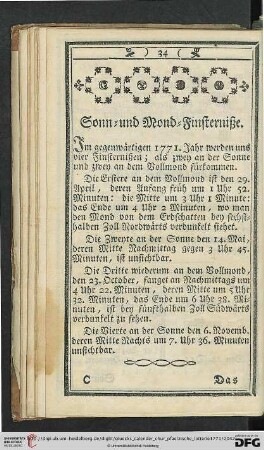 ) 34 (
Sonn- und Mond-Finsterniße.
Im gegenwärtigen 1771. Jahr werden uns
vier Finsternißen; als zwey an der Sonne
und zwey an dem Vollmond fürkommen.
Die Erstere an dem Vollmond ist den 29.
April, deren Anfang früh um 1 Uhr 52.
Minuten: die Mitte um 3 Uhr 1 Minute:
das Ende um 4 Uhr 2 Minuten, wo man
den Mond von dem Erdschatten bey sechst-
halben Zoll Nordwärts verdunkelt siehet.
Die Zweyte an der Sonne den 14. Mai,
deren Mitte Nachmittag gegen 3 Uhr 45.
Minuten, ist unsichtbar.
Die Dritte wiederum an dem Vollmond,
den 23. October, fanget an Nachmittags um
4 Uhr 22. Minuten, deren Mitte um 5 Uhr
32. Minuten, das Ende um 6 Uhr 38. Mi-
nuten, ist bey fünfthalben Zoll Südwärts
verdunkelt zu sehen.
Die Vierte an der Sonne den 6. Novemb.
deren Mitte Nachts um 7. Uhr 36. Minuten
unsichtbar.
C Das
DFG